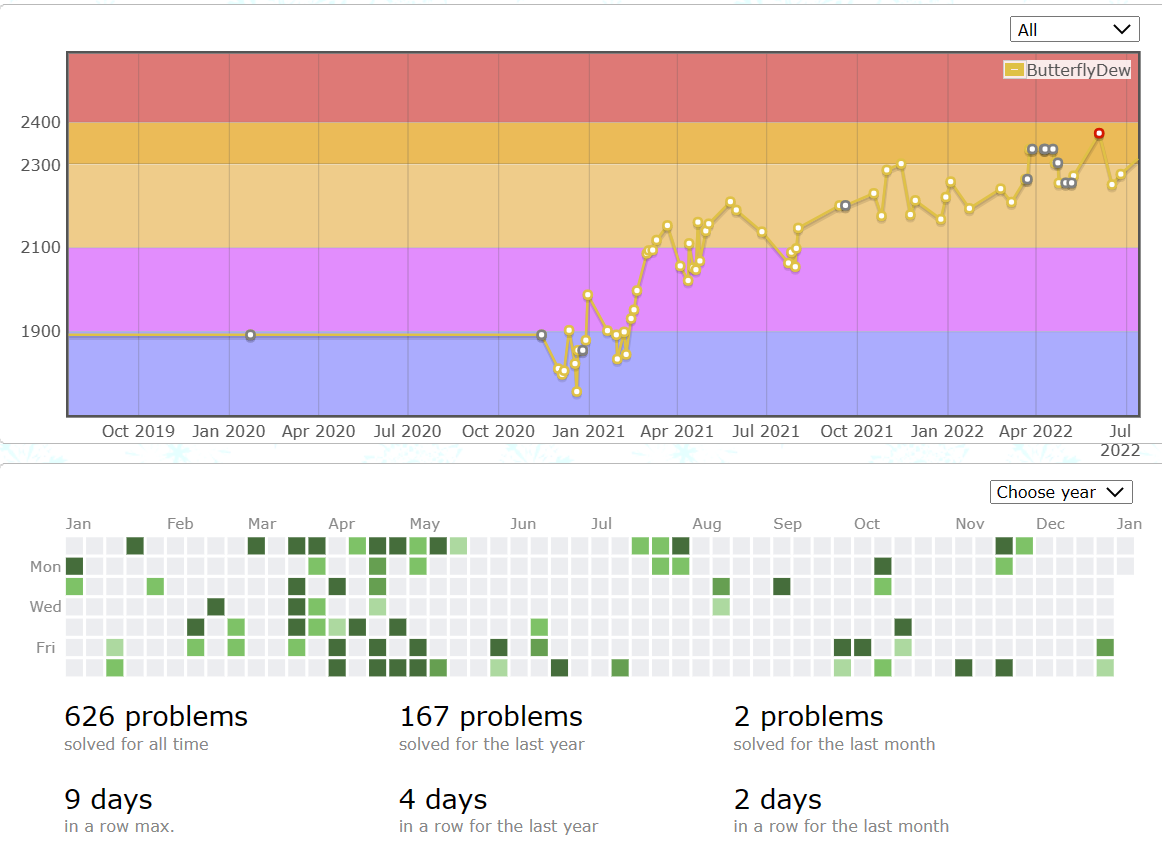 All
ButterflyDew
2400
2300
2100
1900
Oct 2019 Jan 2020 Apr 2020 Jul 2020 Oct 2020 Jan 2021 Apr 2021 Jul 2021 Oct 2021 Jan 2022 Apr 2022 Jul
2022
Choose year
Jan Feb Mar Apr May Jun Jul Aug Sep Oct Nov Dec Jan
Mon
Wed
Fri
626 problems 167 problems 2 problems
solved for all time solved for the last year solved for the last month
9 days 4 days 2 days
in a row max. in a row for the last year in a row for the last month